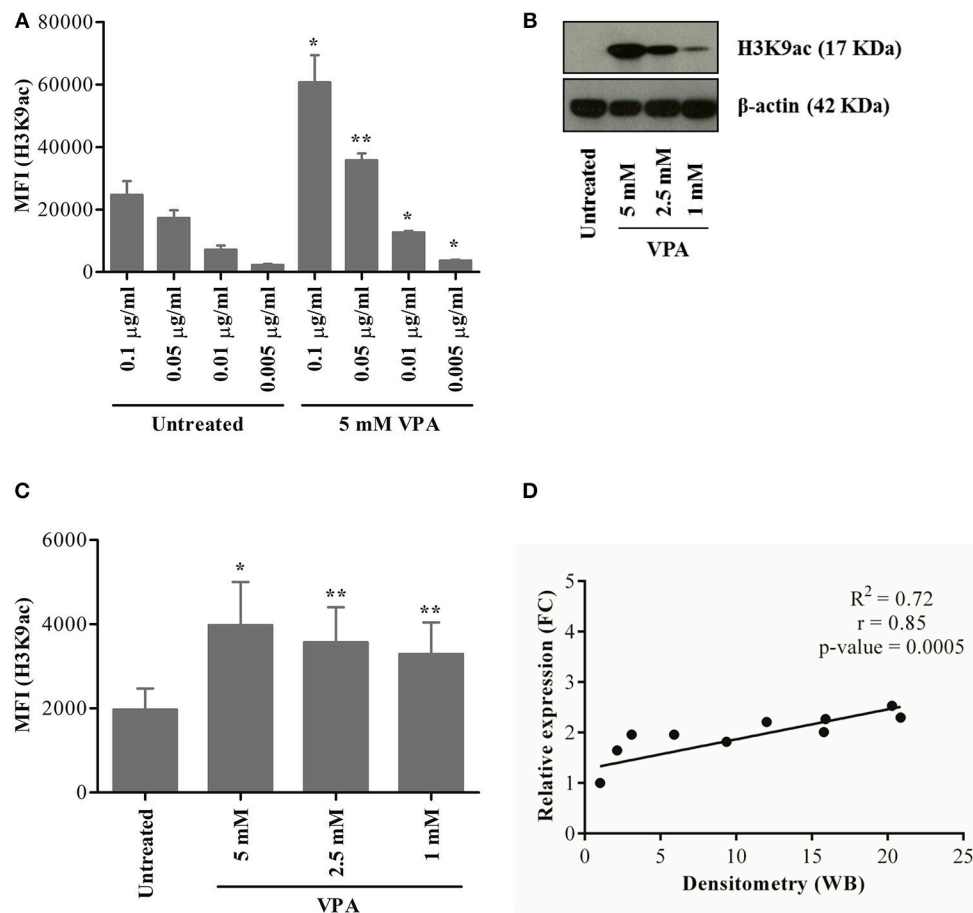 A
MFI (H3K9ac)
80000
60000
40000
20000
0
*
**
*
*
0.1 µg/ml
0.05 µg/ml
0.01 µg/ml
0.005 µg/ml
0.1 µg/ml
0.05 µg/ml
0.01 µg/ml
0.005 µg/ml
Untreated
5 mM VPA
B
H3K9ac (17 KDa)
β-actin (42 KDa)
Untreated
5 mM
2.5 mM
1 mM
VPA
C
MFI (H3K9ac)
6000
4000
2000
0
*
**
**
Untreated
5 mM
2.5 mM
1 mM
VPA
D
Relative expression (FC)
5
4
3
2
1
0
R² = 0.72
r = 0.85
p-value = 0.0005
0 5 10 15 20 25
Densitometry (WB)